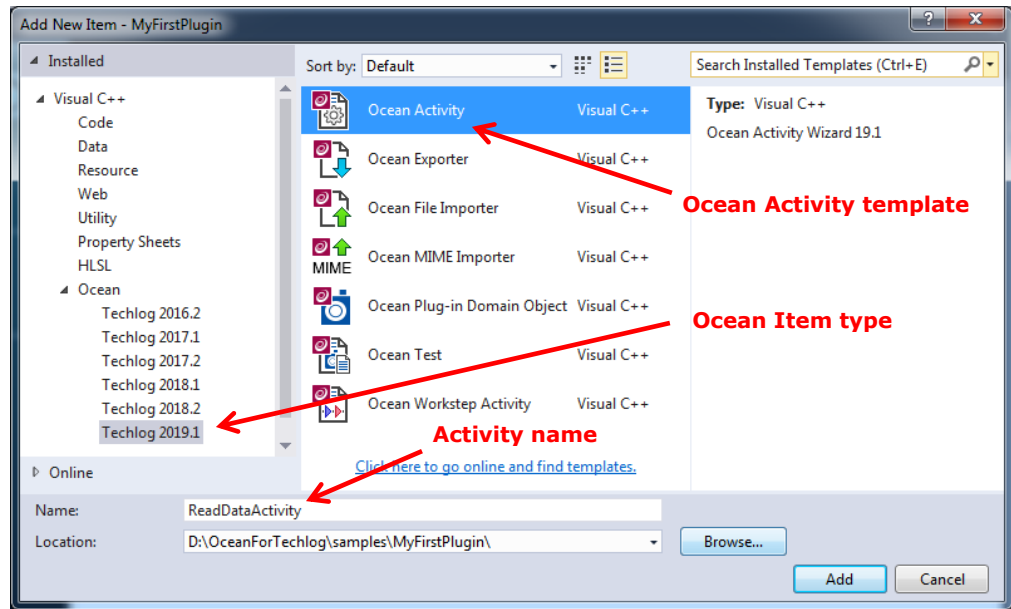 Add New Item - MyFirstPlugin
Installed
Sort by: Default
Search Installed Templates (Ctrl+E)
Visual C++
Code
Data
Resource
Web
Utility
Property Sheets
HLSL
Ocean
Techlog 2016.2
Techlog 2017.1
Techlog 2017.2
Techlog 2018.1
Techlog 2018.2
Techlog 2019.1
Online
Ocean Activity Visual C++
Ocean Exporter Visual C++
Ocean File Importer Visual C++
MIME Ocean MIME Importer Visual C++
Ocean Plug-in Domain Object Visual C++
Ocean Test Visual C++
Ocean Workstep Activity Visual C++
Click here to go online and find templates.
Type: Visual C++
Ocean Activity Wizard 19.1
Ocean Activity template
Ocean Item type
Activity name
Name: ReadDataActivity
Location: D:\OceanForTechlog\samples\MyFirstPlugin\
Browse...
Add
Cancel